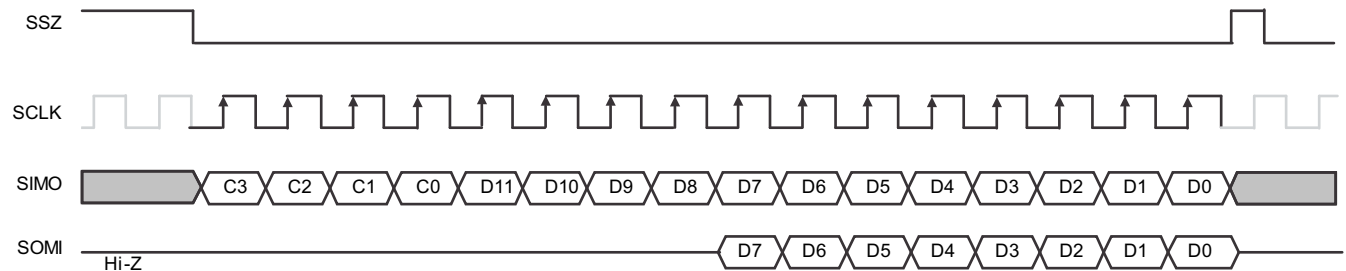 SSZ
SCLK
SIMO C3 C2 C1 C0 D11 D10 D9 D8 D7 D6 D5 D4 D3 D2 D1 D0
SOMI D7 D6 D5 D4 D3 D2 D1 D0
Hi-Z